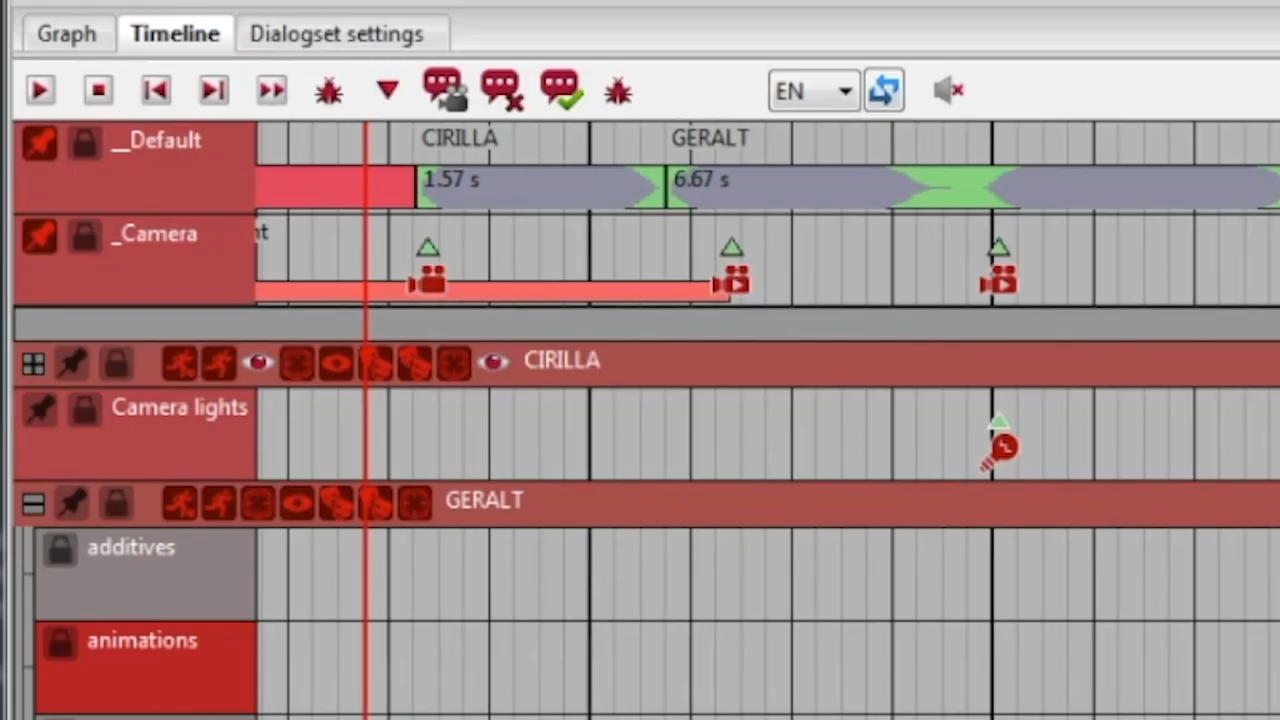 Graph Timeline Dialogset settings
EN
__Default CIRILLA GERALT
1.57 s 6.67 s
_Camera nt
CIRILLA
Camera lights
GERALT
additives
animations